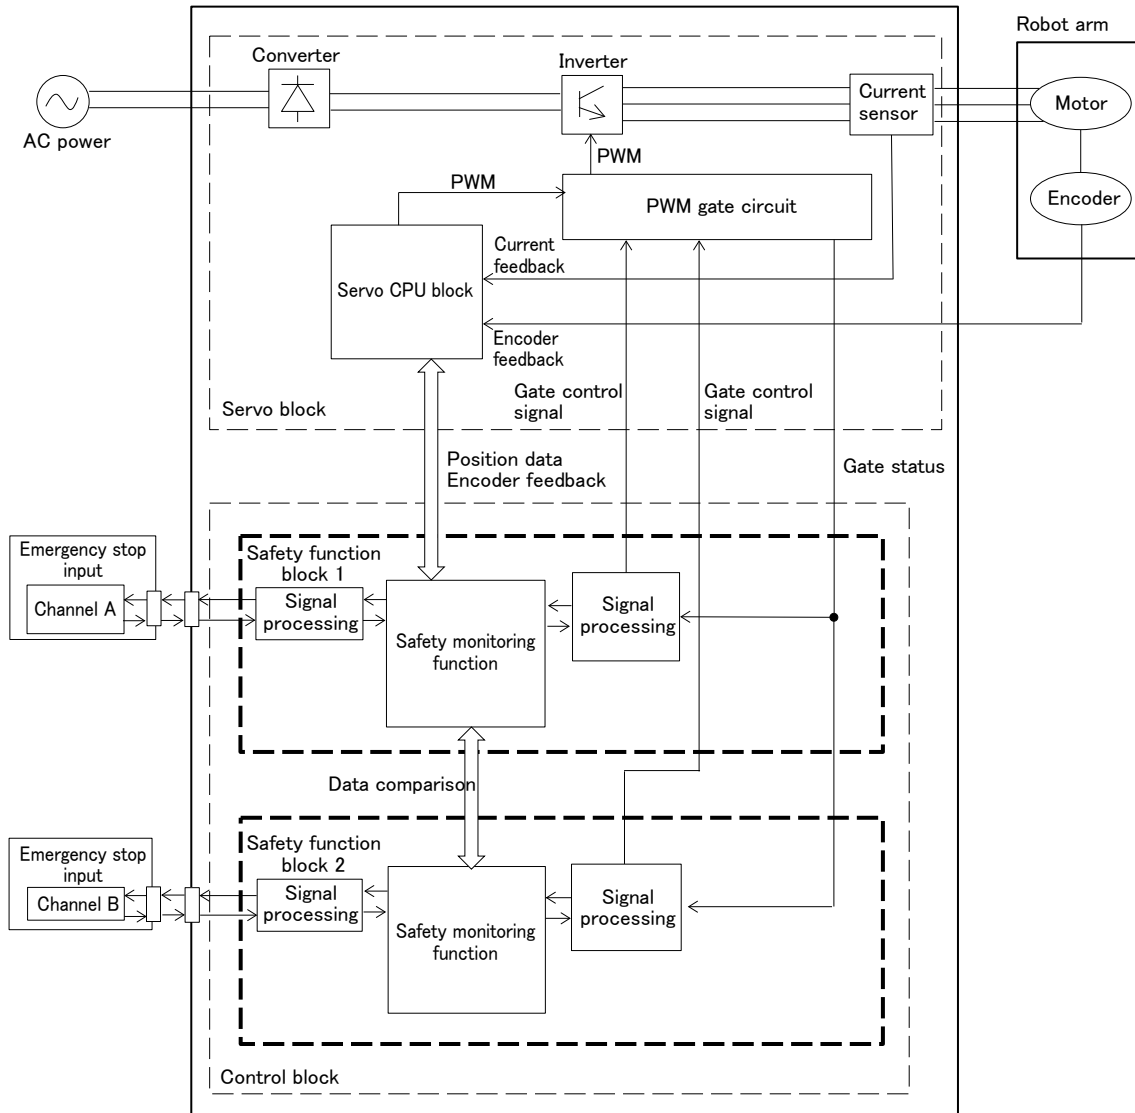 Robot arm
Converter
Inverter
Current
sensor
Motor
AC power
PWM
PWM
PWM gate circuit
Encoder
Current
feedback
Servo CPU block
Encoder
feedback
Gate control
signal
Gate control
signal
Servo block
Position data
Encoder feedback
Gate status
Emergency stop
input
Channel A
Safety function
block 1
Signal
processing
Safety monitoring
function
Signal
processing
Data comparison
Emergency stop
input
Channel B
Safety function
block 2
Signal
processing
Safety monitoring
function
Signal
processing
Control block